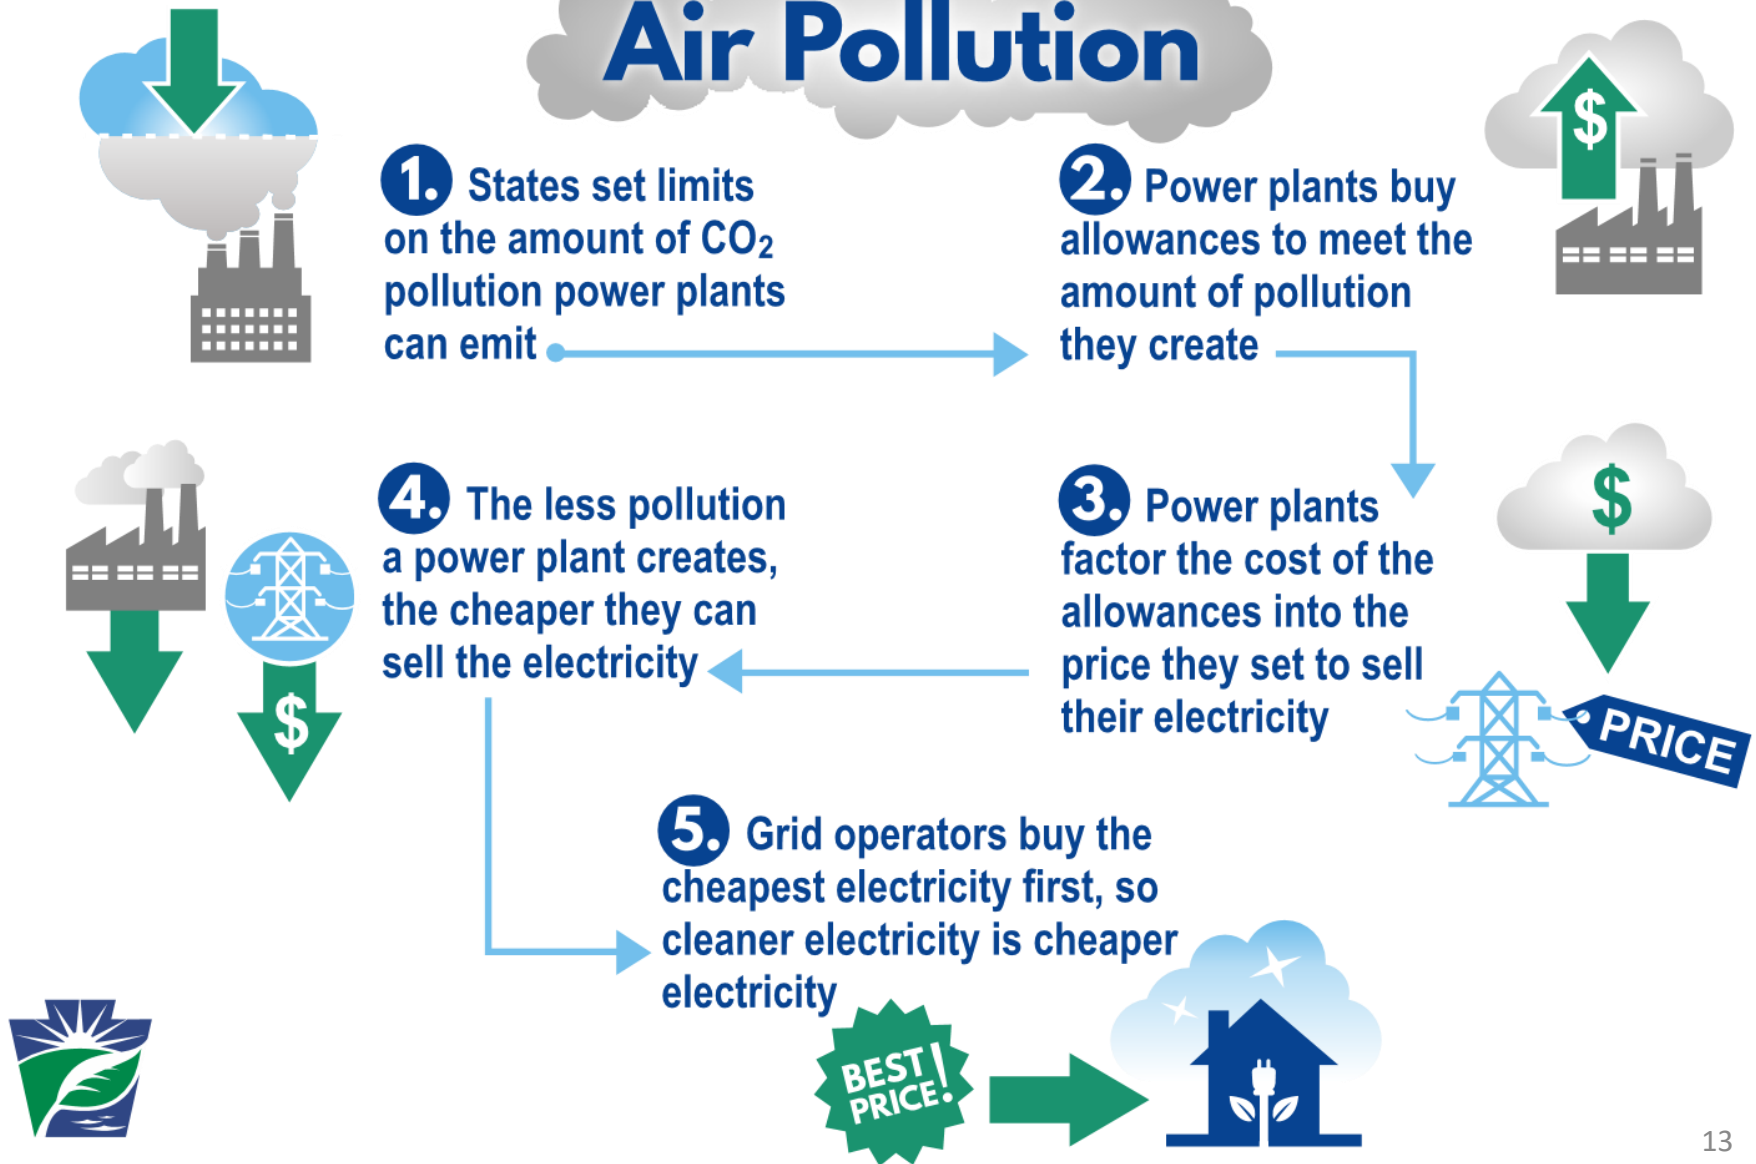 Air Pollution
1. States set limits
on the amount of CO₂
pollution power plants
can emit
2. Power plants buy
allowances to meet the
amount of pollution
they create
$
3. Power plants
factor the cost of the
allowances into the
price they set to sell
their electricity
$
PRICE
4. The less pollution
a power plant creates,
the cheaper they can
sell the electricity
$
5. Grid operators buy the
cheapest electricity first, so
cleaner electricity is cheaper
electricity
BEST
PRICE!
13